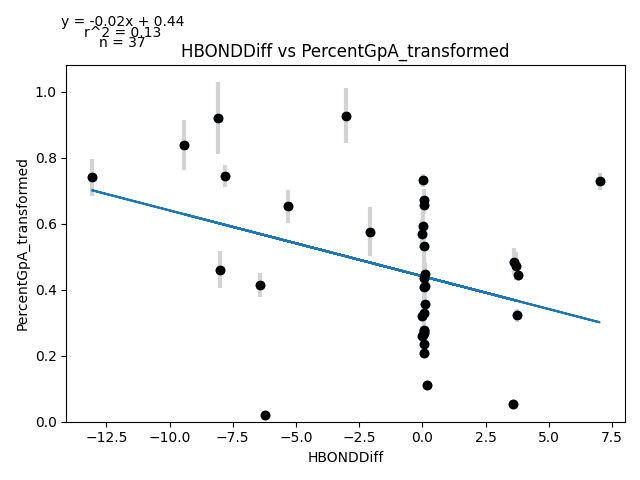 y = -0.02x + 0.44
r^2 = 0.13
n = 37
HBONDDiff vs PercentGpA_transformed
PercentGpA_transformed
1.0
0.8
0.6
0.4
0.2
0.0
−12.5 −10.0 −7.5 −5.0 −2.5 0.0 2.5 5.0 7.5
HBONDDiff